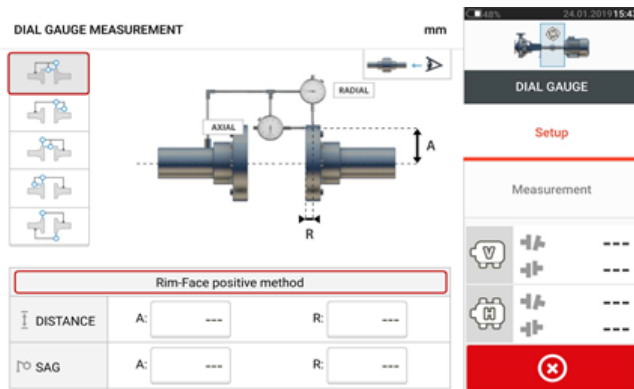 DIAL GAUGE MEASUREMENT
mm
RADIAL
AXIAL
A
R
Rim-Face positive method
DISTANCE
A: ---
R: ---
SAG
A: ---
R: ---
48%
24.01.2019 15:42
DIAL GAUGE
Setup
Measurement
V
---
---
H
---
---